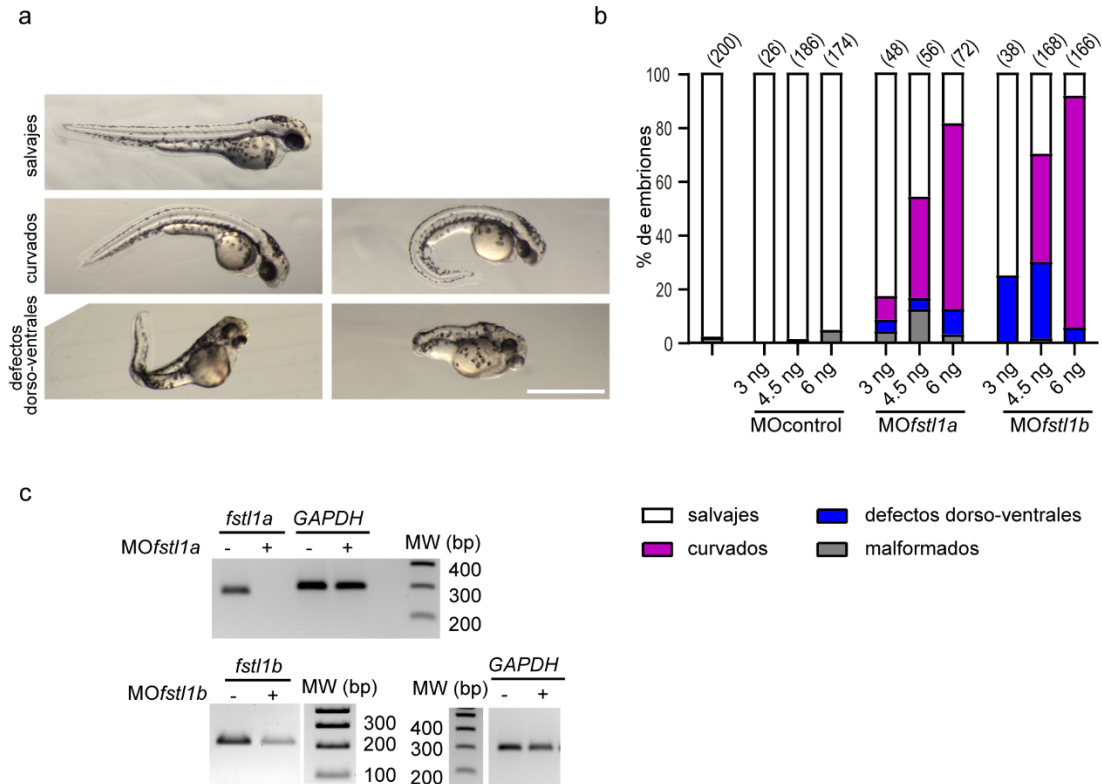 a
salvajes
curvados
defectos
dorso-ventrales
b
(200)
(26)
(186)
(174)
(48)
(56)
(72)
(38)
(168)
(166)
% de embriones
100
80
60
40
20
0
3 ng
4.5 ng
6 ng
3 ng
4.5 ng
6 ng
3 ng
4.5 ng
6 ng
MOcontrol
MOfstl1a
MOfstl1b
salvajes
defectos dorso-ventrales
curvados
malformados
c
fstl1a GAPDH
MOfstl1a - + - + MW (bp)
400
300
200
fstl1b
MOfstl1b - + MW (bp)
300
200
100
GAPDH
MW (bp) - +
400
300
200